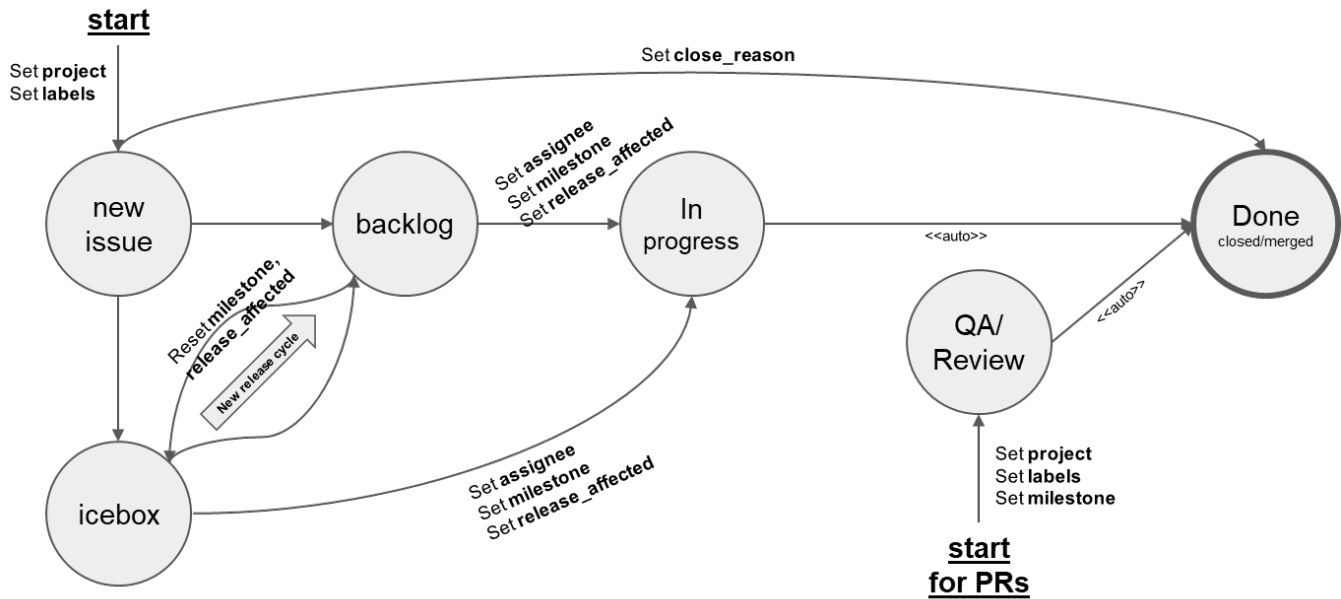 start
Set project
Set labels
Set close_reason
new
issue
backlog
Set assignee
Set milestone
Set release_affected
In
progress
<<auto>>
Done
closed/merged
Reset milestone,
release_affected
New release cycle
QA/
Review
<<auto>>
icebox
Set assignee
Set milestone
Set release_affected
Set project
Set labels
Set milestone
start
for PRs